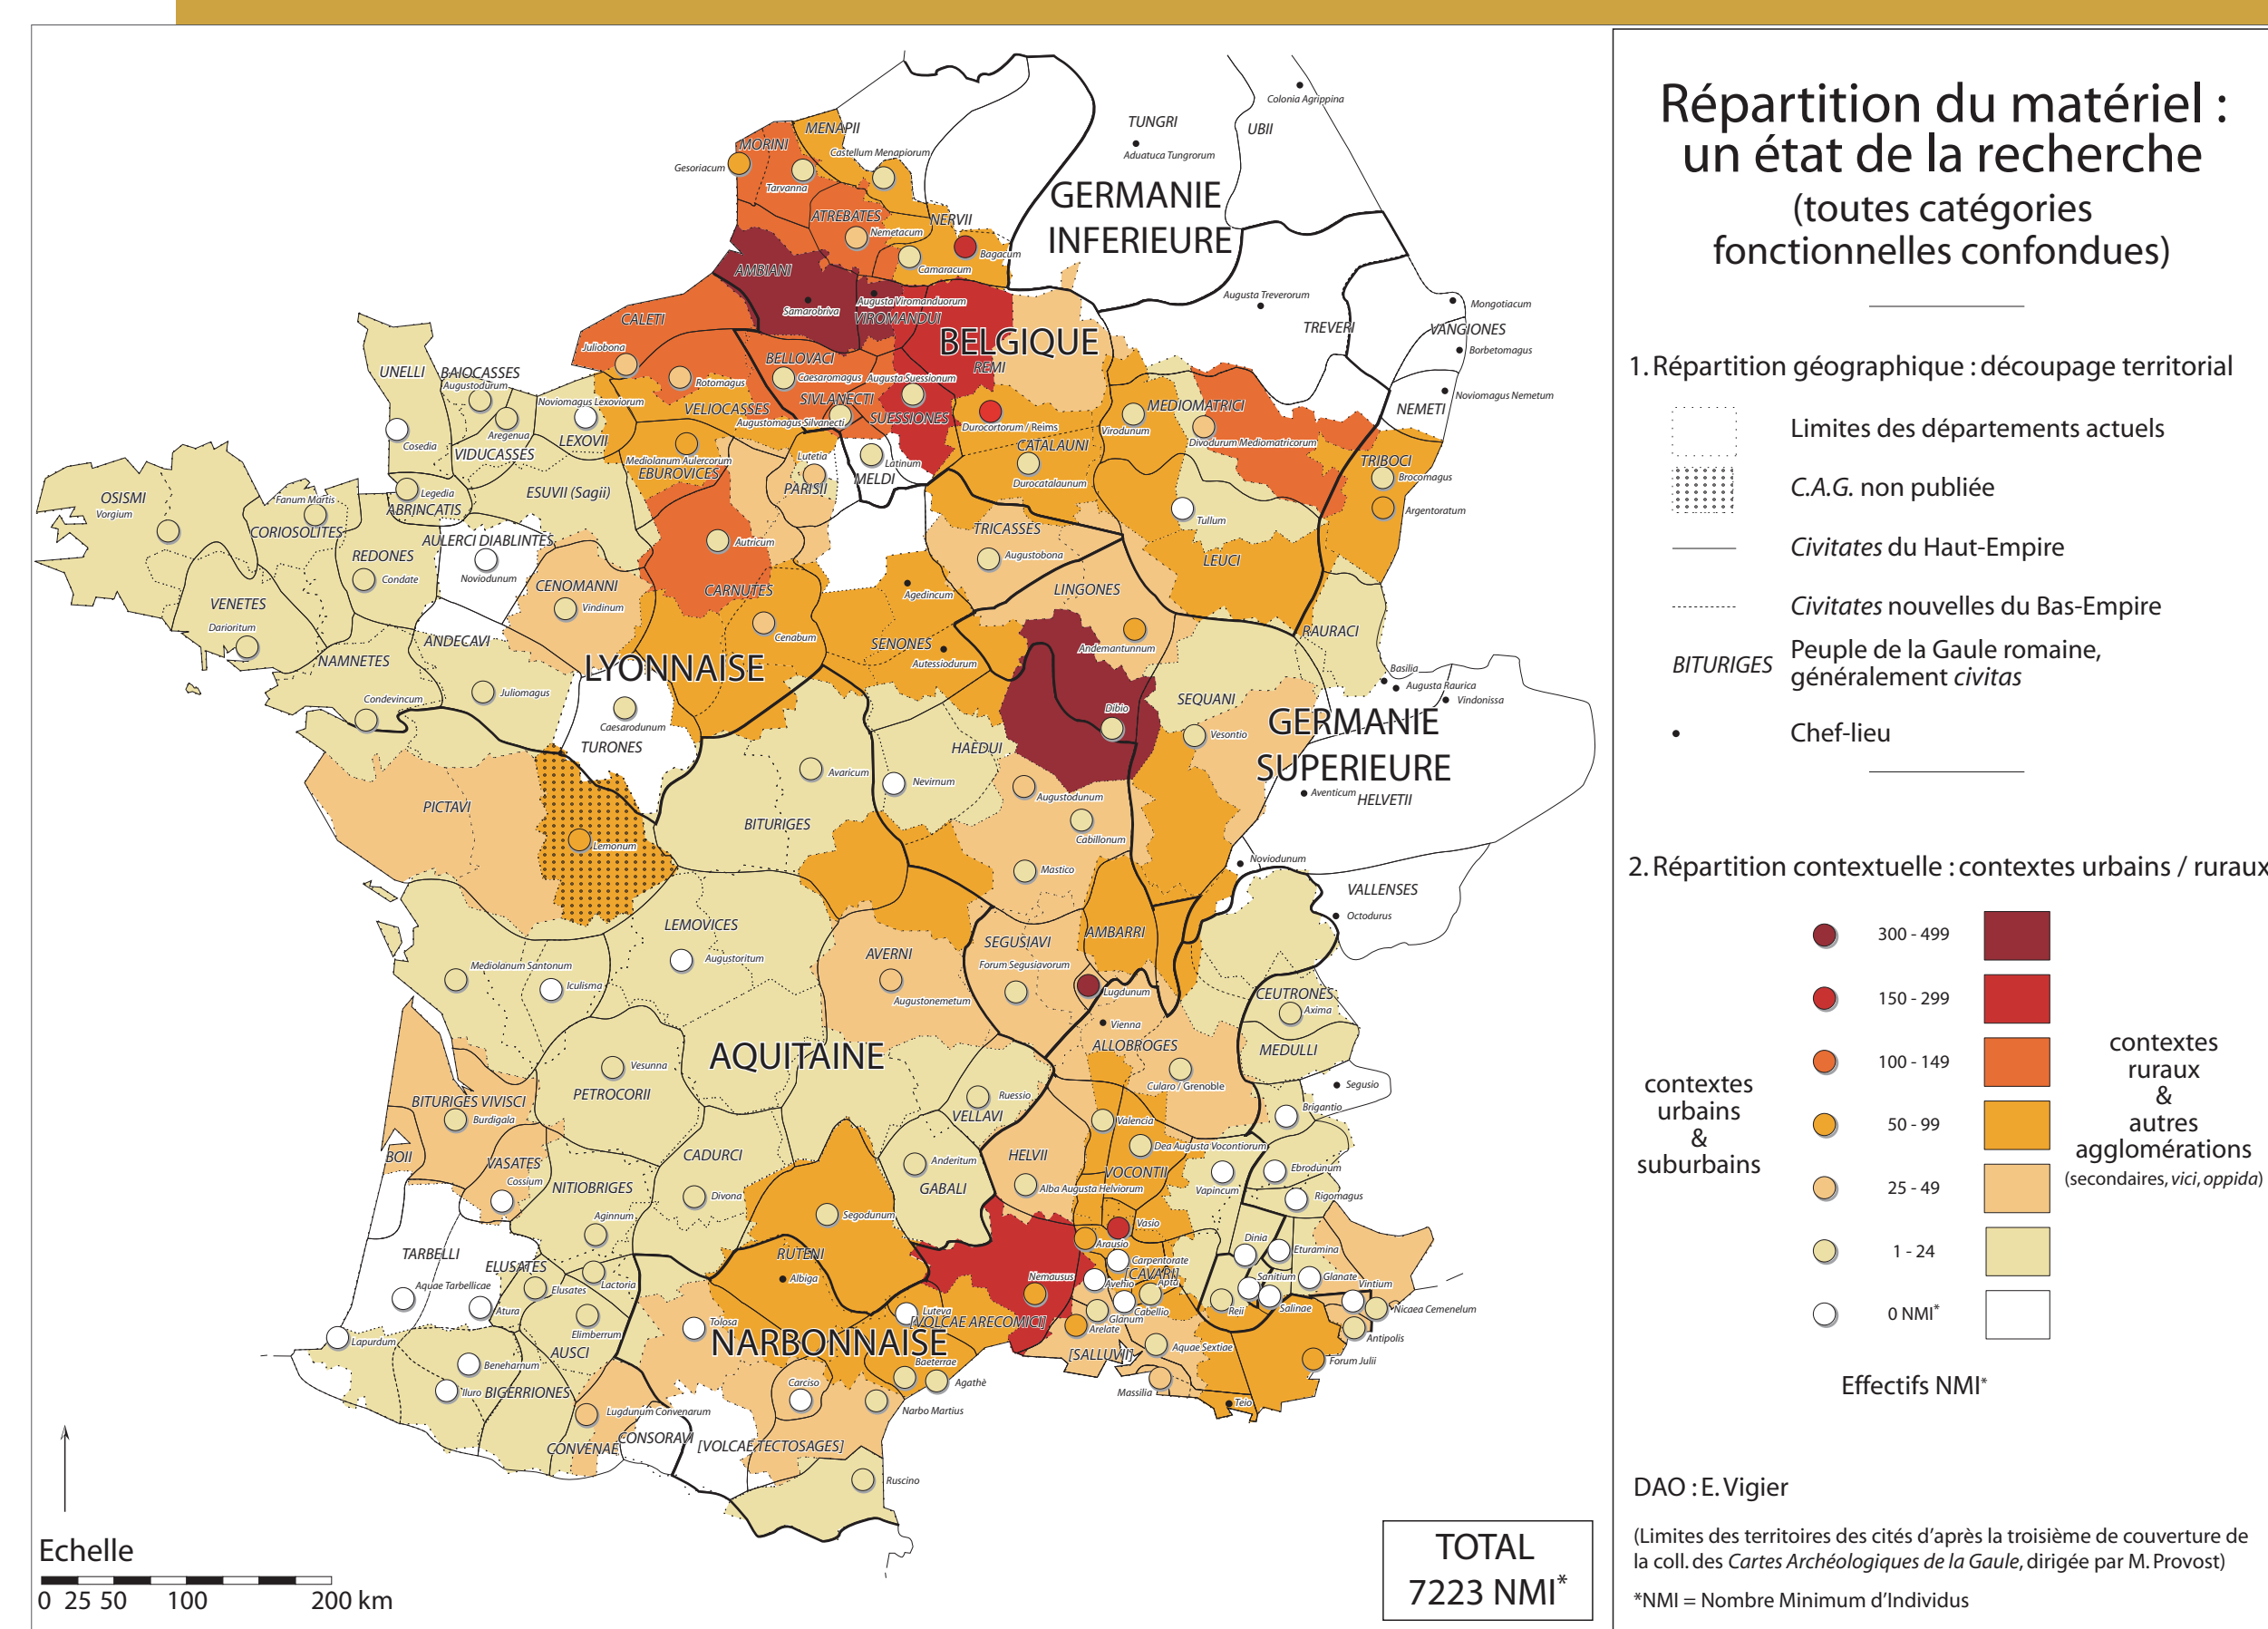 Répartition du matériel :
un état de la recherche
(toutes catégories
fonctionnelles confondues)
1. Répartition géographique : découpage territorial
Limites des départements actuels
C.A.G. non publiée
Civitates du Haut-Empire
Civitates nouvelles du Bas-Empire
BITURIGES
Peuple de la Gaule romaine,
généralement civitas
Chef-lieu
2. Répartition contextuelle : contextes urbains / ruraux
300 - 499
150 - 299
100 - 149
50 - 99
25 - 49
1 - 24
0 NMI*
contextes
urbains
&
suburbains
contextes
ruraux
&
autres
agglomérations
(secondaires, vici, oppida)
Effectifs NMI*
DAO : E. Vigier
(Limites des territoires des cités d'après la troisième de couverture de
la coll. des Cartes Archéologiques de la Gaule, dirigée par M. Provost)
*NMI = Nombre Minimum d'Individus
TOTAL
7223 NMI*
Echelle
0 25 50 100 200 km
Colonia Agrippina
TUNGRI
UBII
Aduatuca Tungrorum
GERMANIE
INFERIEURE
MENAPII
MORINI
Castellum Menapiorum
Gesoriacum
Tarvanna
ATREBATES
NERVII
Nemetacum
Bagacum
Camaracum
AMBIANI
Samarobriva
Augusta Viromanduorum
VIROMANDUI
BELGIQUE
REMI
Augusta Treverorum
TREVERI
Mongotiacum
VANGIONES
Borbetomagus
Noviomagus Nemetum
NEMETI
CALETI
Juliobona
Rotomagus
BELLOVACI
Caesaromagus
Augusta Suessionum
SIVLANECTI
SUESSIONES
VELIOCASSES
Augustomagus Silvanecti
Durocortorum / Reims
CATALAUNI
Durocatalaunum
MEDIOMATRICI
Virodunum
Divodurum Mediomatricorum
TRIBOCI
Brocomagus
Argentoratum
Tullum
LEUCI
UNELLI
BAIOCASSES
Augustodurum
Noviomagus Lexoviorum
LEXOVII
Cosedia
Aregenua
VIDUCASSES
Mediolanum Aulercorum
EBUROVICES
Lutetia
PARISII
Latinum
MELDI
OSISMI
Vorgium
Fanum Martis
CORIOSOLITES
Legedia
ABRINCATIS
ESUVII (Sagii)
AULERCI DIABLINTES
Noviodunum
REDONES
Condate
CENOMANNI
Vindinum
Autricum
CARNUTES
Cenabum
TRICASSES
Augustobona
Agedincum
SENONES
Autessiodurum
LINGONES
Andemantunnum
RAURACI
Basilia
Augusta Raurica
Vindonissa
VENETES
Darioritum
NAMNETES
Condevincum
ANDECAVI
Juliomagus
LYONNAISE
Caesarodunum
TURONES
Dibio
SEQUANI
Vesontio
GERMANIE
SUPERIEURE
Aventicum
HELVETII
HAEDUI
Avaricum
Nevirnum
BITURIGES
Augustodunum
Cabillonum
Mastico
PICTAVI
Lemonum
Noviodunum
VALLENSES
Octodurus
LEMOVICES
Augustoritum
AVERNI
Augustonemetum
SEGUSIAVI
Forum Segusiavorum
AMBARRI
Lugdunum
Vienna
ALLOBROGES
Cularo / Grenoble
CEUTRONES
Axima
MEDULLI
Segusio
Brigantio
Mediolanum Santonum
Iculisma
AQUITAINE
Vesunna
PETROCORII
BITURIGES VIVISCI
Burdigala
BOII
VASATES
Cossium
NITIOBRIGES
Aginnum
CADURCI
Divona
Ruessio
VELLAVI
Anderitum
GABALI
HELVII
Alba Augusta Helviorum
Valencia
Dea Augusta Vocontiorum
VOCONTII
Vapincum
Ebrodunum
Rigomagus
Segodunum
RUTENI
Albiga
Vasio
Arausio
Carpentorate
[CAVARI]
Avenio
Apta
Cabellio
Glanum
Arelate
Nemausus
Dinia
Eturamina
Sanitium
Glanate
Vintium
Salinae
Reii
Nicaea Cemenelum
Antipolis
Forum Julii
TARBELLI
Aquae Tarbellicae
ELUSATES
Elusates
Lactoria
Atura
Elimberrum
AUSCI
Lapurdum
Beneharnum
Iluro
BIGERRIONES
Tolosa
NARBONNAISE
Luteva
[VOLCAE ARECOMICI]
Baeterrae
Agathè
Carciso
Narbo Martius
[SALLUVII]
Aquae Sextiae
Massilia
Teio
Lugdunum Convenarum
CONVENAE
CONSORAVI
[VOLCAE TECTOSAGES]
Ruscino